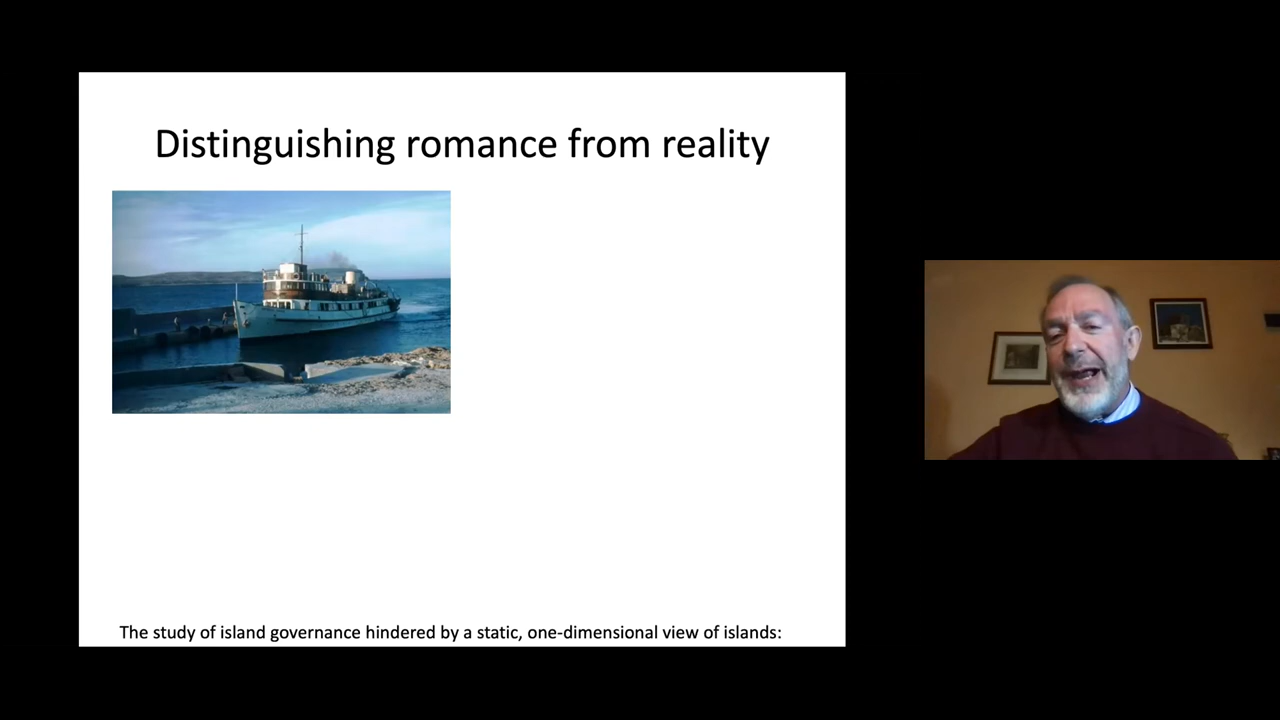 Distinguishing romance from reality
The study of island governance hindered by a static, one-dimensional view of islands: